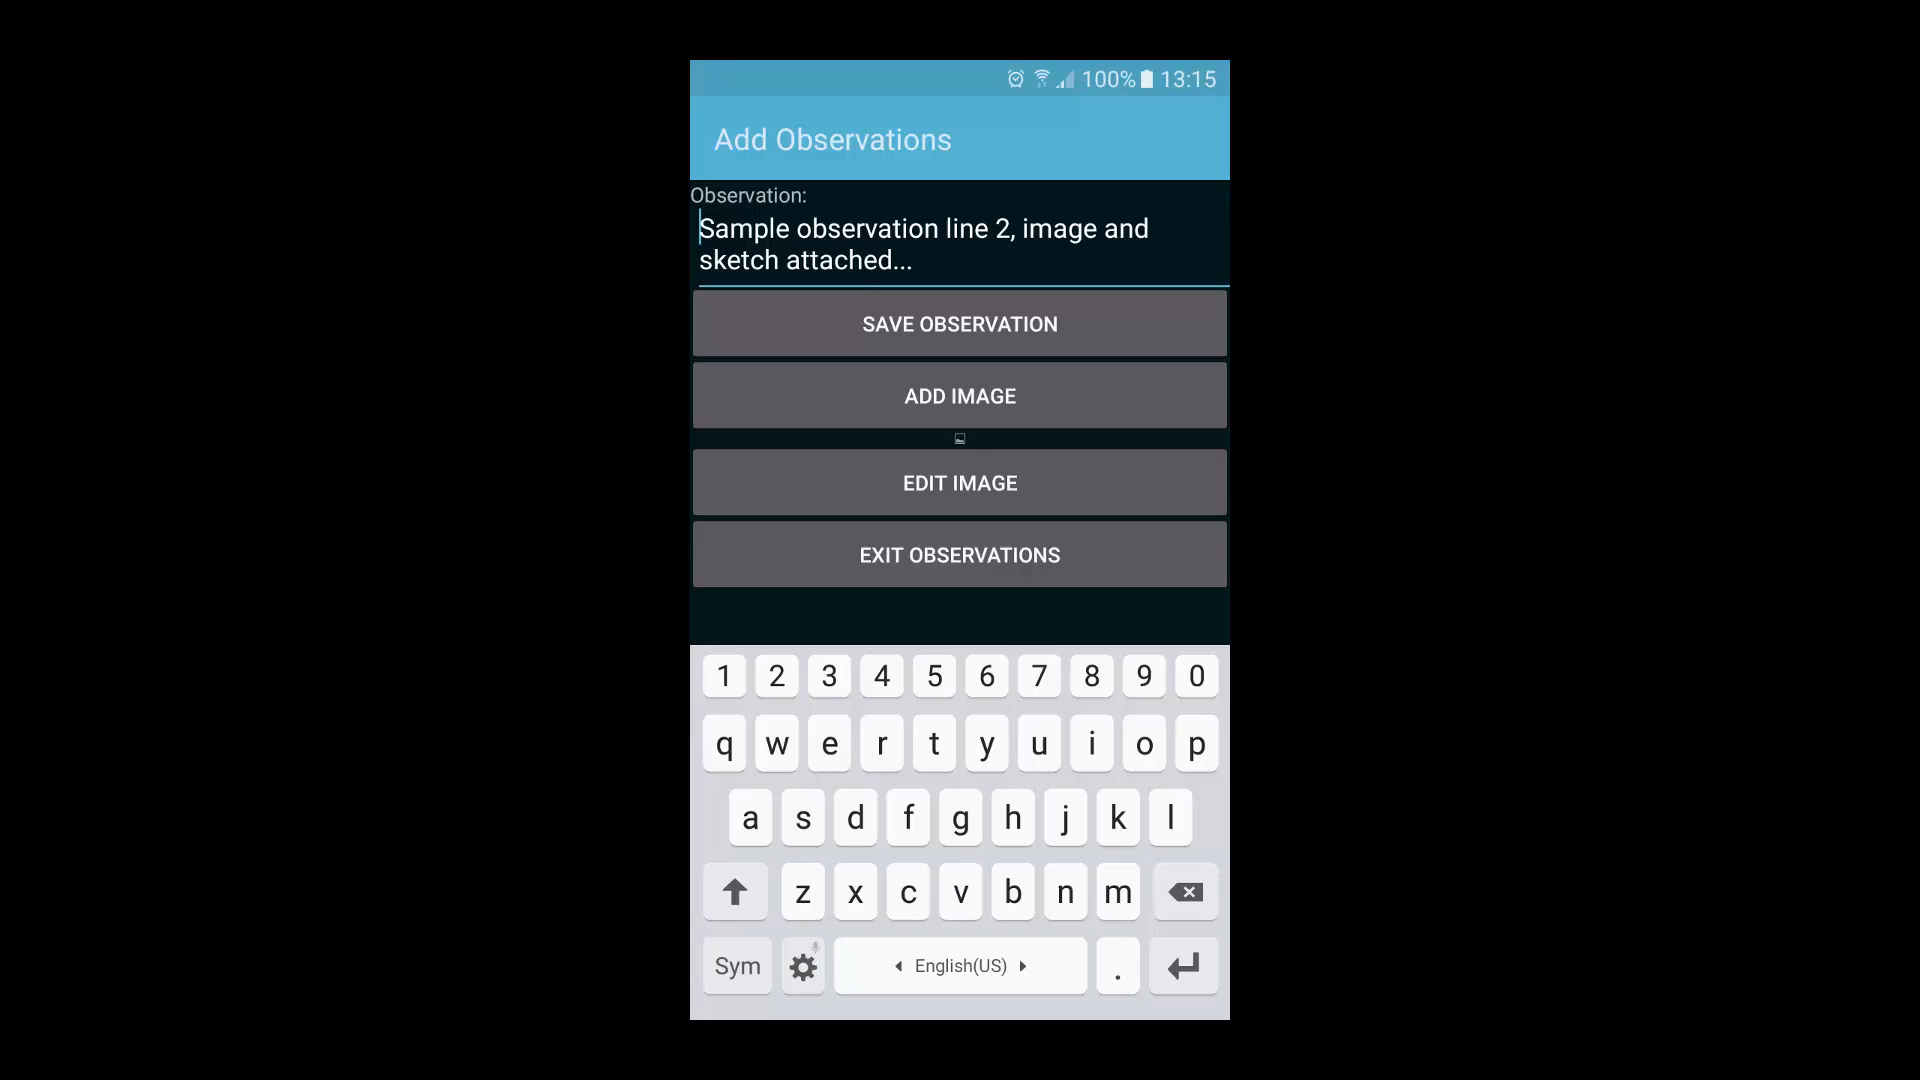 100% 13:15
Add Observations
Observation:
Sample observation line 2, image and
sketch attached...
SAVE OBSERVATION
ADD IMAGE
EDIT IMAGE
EXIT OBSERVATIONS
1 2 3 4 5 6 7 8 9 0
q w e r t y u i o p
a s d f g h j k l
z x c v b n m
Sym English(US) .